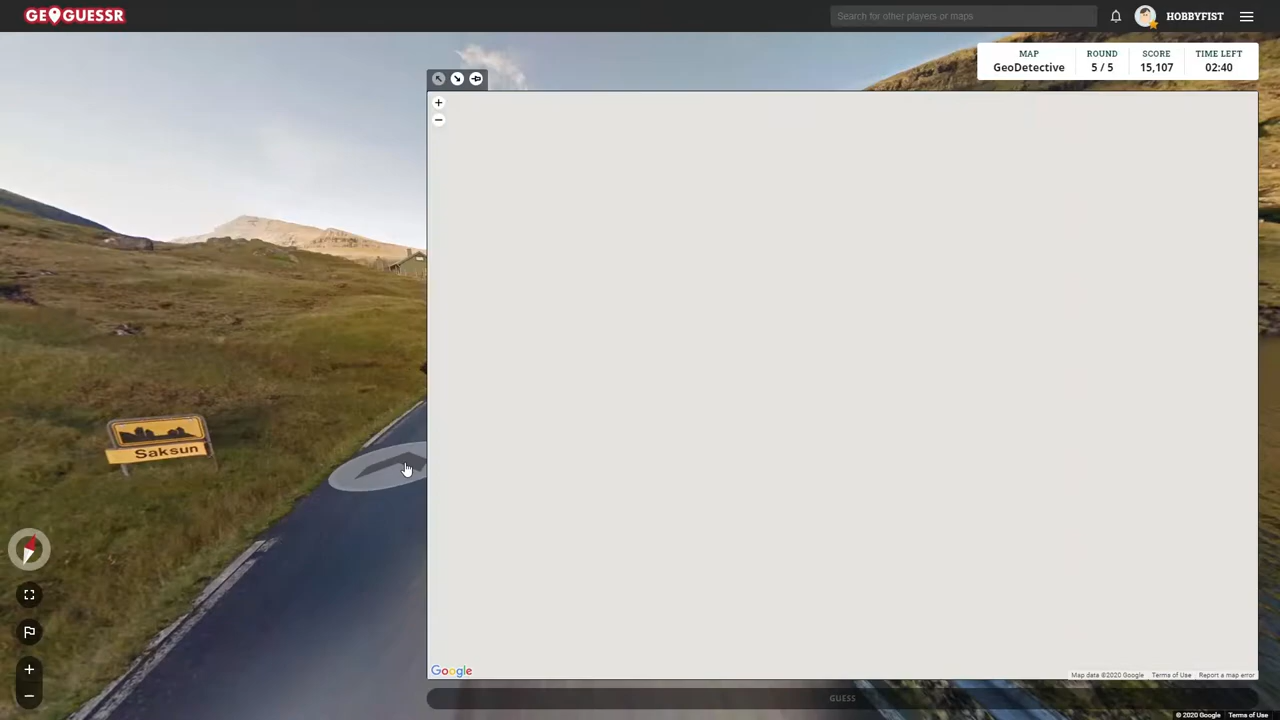 GEOGUESSR
Search for other players or maps
HOBBYFIST
MAP
GeoDetective
ROUND
5 / 5
SCORE
15,107
TIME LEFT
02:40
Saksun
Google
Map data ©2020 Google
Terms of Use
Report a map error
GUESS
© 2020 Google
Terms of Use